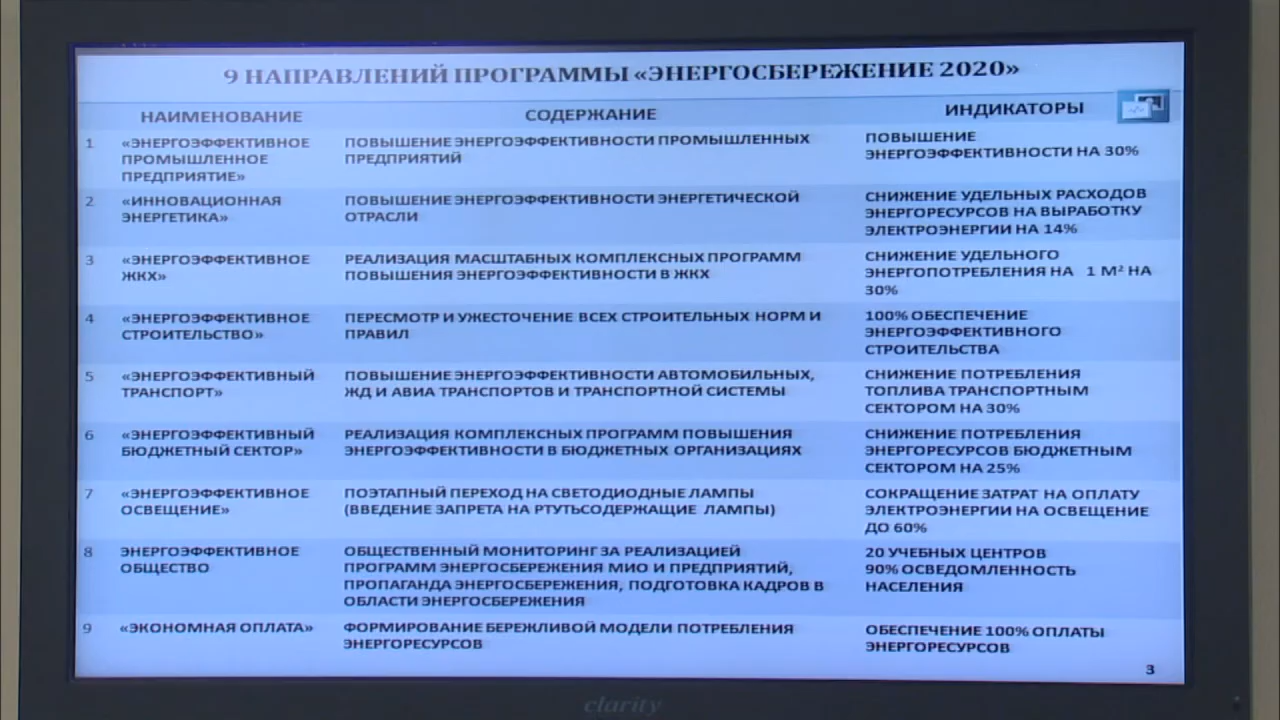 9 НАПРАВЛЕНИЙ ПРОГРАММЫ «ЭНЕРГОСБЕРЕЖЕНИЕ 2020»
НАИМЕНОВАНИЕ СОДЕРЖАНИЕ ИНДИКАТОРЫ
1 «ЭНЕРГОЭФФЕКТИВНОЕ
ПРОМЫШЛЕННОЕ
ПРЕДПРИЯТИЕ»
ПОВЫШЕНИЕ ЭНЕРГОЭФФЕКТИВНОСТИ ПРОМЫШЛЕННЫХ
ПРЕДПРИЯТИЙ
ПОВЫШЕНИЕ
ЭНЕРГОЭФФЕКТИВНОСТИ НА 30%
2 «ИННОВАЦИОННАЯ
ЭНЕРГЕТИКА»
ПОВЫШЕНИЕ ЭНЕРГОЭФФЕКТИВНОСТИ ЭНЕРГЕТИЧЕСКОЙ
ОТРАСЛИ
СНИЖЕНИЕ УДЕЛЬНЫХ РАСХОДОВ
ЭНЕРГОРЕСУРСОВ НА ВЫРАБОТКУ
ЭЛЕКТРОЭНЕРГИИ НА 14%
3 «ЭНЕРГОЭФФЕКТИВНОЕ
ЖКХ»
РЕАЛИЗАЦИЯ МАСШТАБНЫХ КОМПЛЕКСНЫХ ПРОГРАММ
ПОВЫШЕНИЯ ЭНЕРГОЭФФЕКТИВНОСТИ В ЖКХ
СНИЖЕНИЕ УДЕЛЬНОГО
ЭНЕРГОПОТРЕБЛЕНИЯ НА 1 М² НА
30%
4 «ЭНЕРГОЭФФЕКТИВНОЕ
СТРОИТЕЛЬСТВО»
ПЕРЕСМОТР И УЖЕСТОЧЕНИЕ ВСЕХ СТРОИТЕЛЬНЫХ НОРМ И
ПРАВИЛ
100% ОБЕСПЕЧЕНИЕ
ЭНЕРГОЭФФЕКТИВНОГО
СТРОИТЕЛЬСТВА
5 «ЭНЕРГОЭФФЕКТИВНЫЙ
ТРАНСПОРТ»
ПОВЫШЕНИЕ ЭНЕРГОЭФФЕКТИВНОСТИ АВТОМОБИЛЬНЫХ,
ЖД И АВИА ТРАНСПОРТОВ И ТРАНСПОРТНОЙ СИСТЕМЫ
СНИЖЕНИЕ ПОТРЕБЛЕНИЯ
ТОПЛИВА ТРАНСПОРТНЫМ
СЕКТОРОМ НА 30%
6 «ЭНЕРГОЭФФЕКТИВНЫЙ
БЮДЖЕТНЫЙ СЕКТОР»
РЕАЛИЗАЦИЯ КОМПЛЕКСНЫХ ПРОГРАММ ПОВЫШЕНИЯ
ЭНЕРГОЭФФЕКТИВНОСТИ В БЮДЖЕТНЫХ ОРГАНИЗАЦИЯХ
СНИЖЕНИЕ ПОТРЕБЛЕНИЯ
ЭНЕРГОРЕСУРСОВ БЮДЖЕТНЫМ
СЕКТОРОМ НА 25%
7 «ЭНЕРГОЭФФЕКТИВНОЕ
ОСВЕЩЕНИЕ»
ПОЭТАПНЫЙ ПЕРЕХОД НА СВЕТОДИОДНЫЕ ЛАМПЫ
(ВВЕДЕНИЕ ЗАПРЕТА НА РТУТЬСОДЕРЖАЩИЕ ЛАМПЫ)
СОКРАЩЕНИЕ ЗАТРАТ НА ОПЛАТУ
ЭЛЕКТРОЭНЕРГИИ НА ОСВЕЩЕНИЕ
ДО 60%
8 ЭНЕРГОЭФФЕКТИВНОЕ
ОБЩЕСТВО
ОБЩЕСТВЕННЫЙ МОНИТОРИНГ ЗА РЕАЛИЗАЦИЕЙ
ПРОГРАММ ЭНЕРГОСБЕРЕЖЕНИЯ МИО И ПРЕДПРИЯТИЙ,
ПРОПАГАНДА ЭНЕРГОСБЕРЕЖЕНИЯ, ПОДГОТОВКА КАДРОВ В
ОБЛАСТИ ЭНЕРГОСБЕРЕЖЕНИЯ
20 УЧЕБНЫХ ЦЕНТРОВ
90% ОСВЕДОМЛЕННОСТЬ
НАСЕЛЕНИЯ
9 «ЭКОНОМНАЯ ОПЛАТА»
ФОРМИРОВАНИЕ БЕРЕЖЛИВОЙ МОДЕЛИ ПОТРЕБЛЕНИЯ
ЭНЕРГОРЕСУРСОВ
ОБЕСПЕЧЕНИЕ 100% ОПЛАТЫ
ЭНЕРГОРЕСУРСОВ
3
clarity